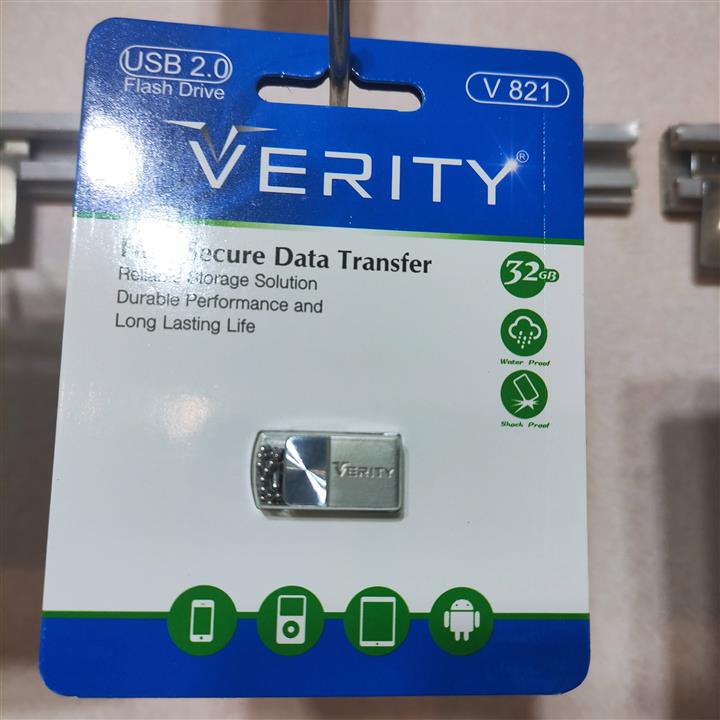 USB 2.0
Flash Drive
V 821
VERITY®
Secure Data Transfer
Reliable Storage Solution
Durable Performance and
Long Lasting Life
32GB
Water Proof
Shock Proof
VERITY